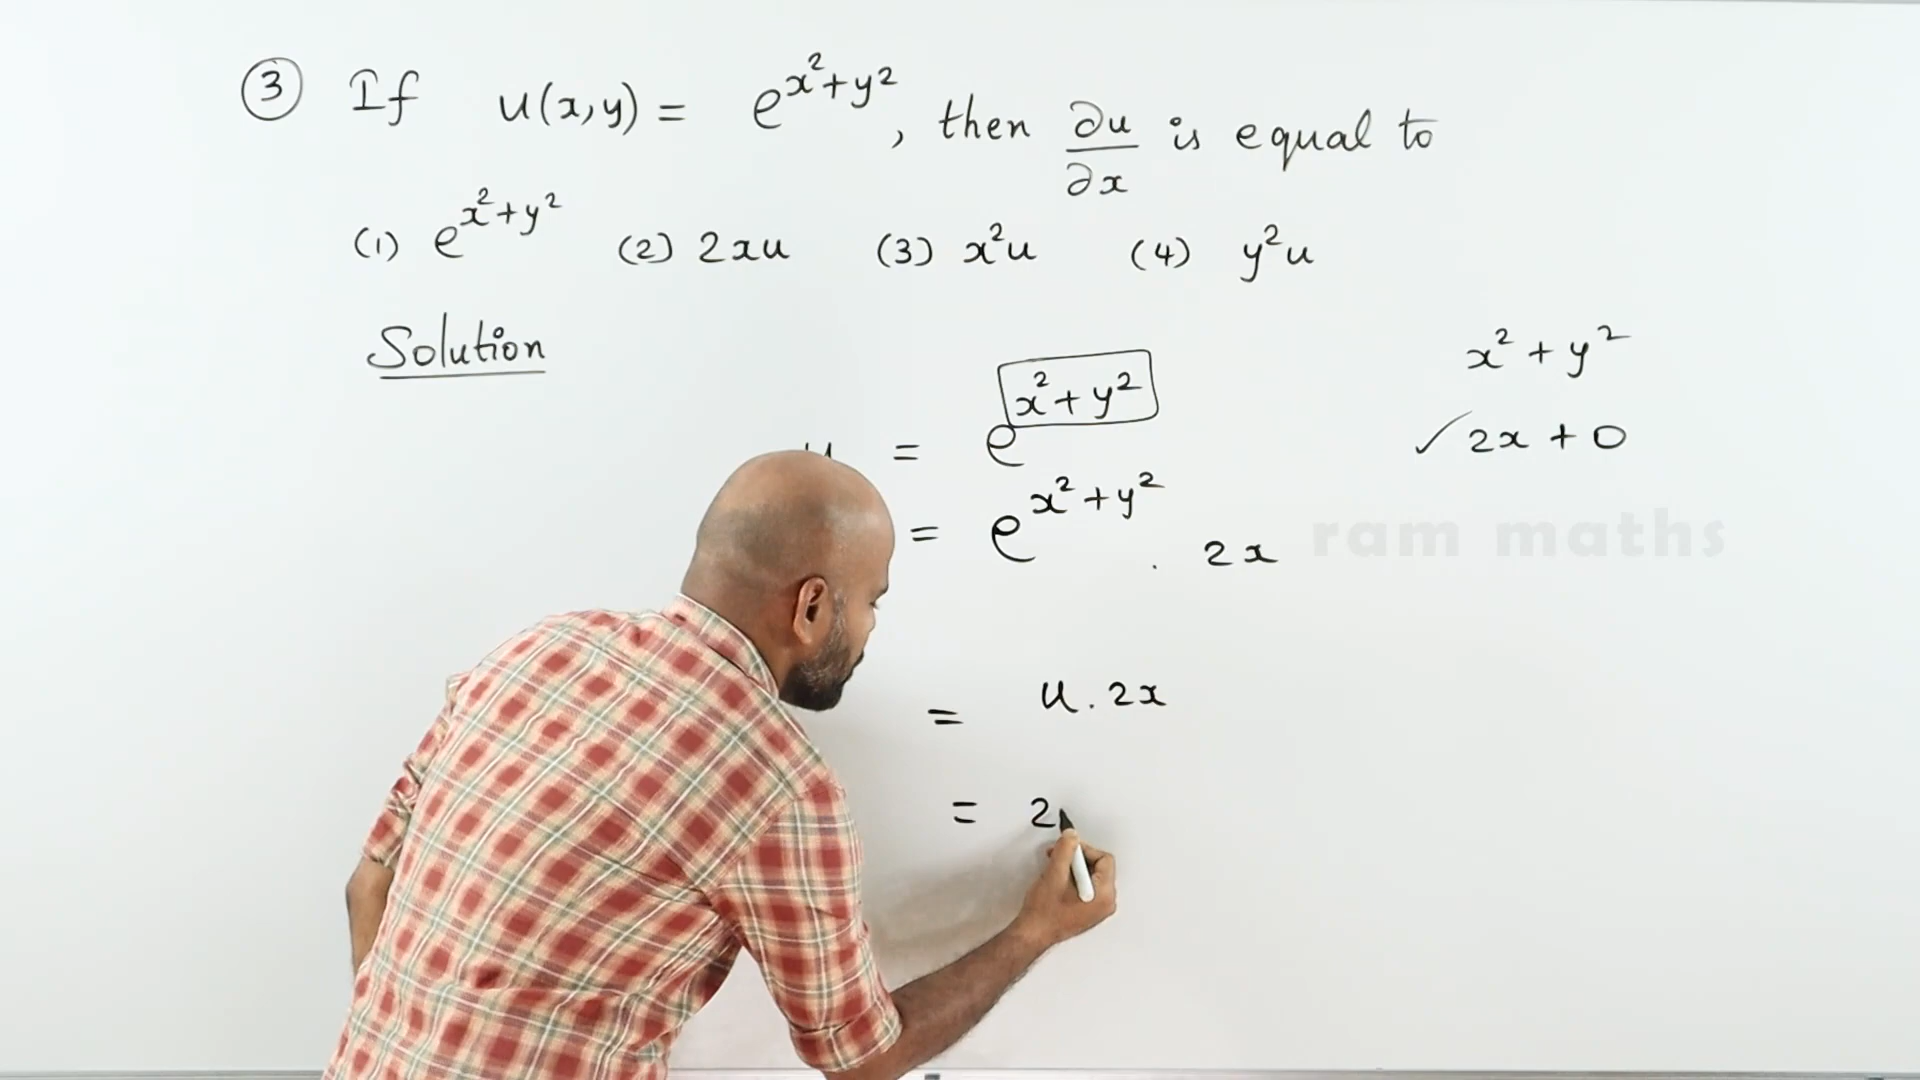 ③ If u(x,y) = e^{x²+y²}, then ∂u/∂x is equal to
(1) e^{x²+y²} (2) 2xu (3) x²u (4) y²u
Solution
x² + y²
✓ 2x + 0
= e^{x²+y²}
= e^{x²+y²} . 2x
ram maths
= u . 2x
= 2